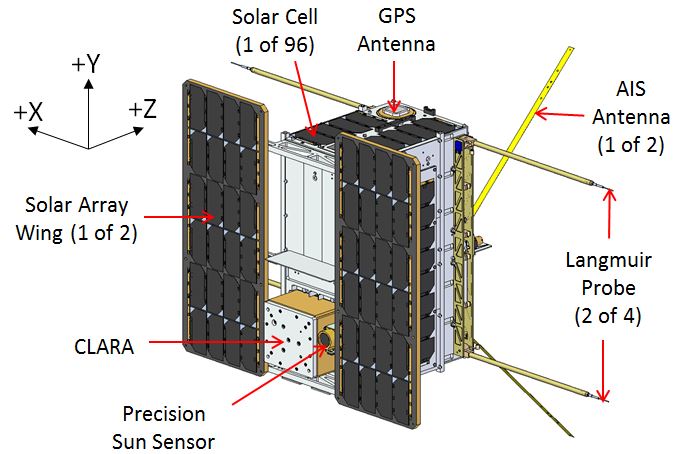 Solar Cell
(1 of 96)
GPS
Antenna
+Y
+X
+Z
AIS
Antenna
(1 of 2)
Solar Array
Wing (1 of 2)
Langmuir
Probe
(2 of 4)
CLARA
Precision
Sun Sensor